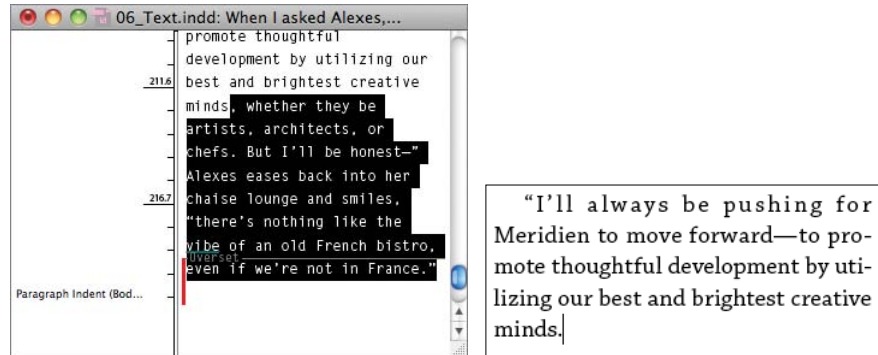 06_Text.indd: When I asked Alexes,...
promote thoughtful
development by utilizing our
211.6
best and brightest creative
minds, whether they be
artists, architects, or
chefs. But I'll be honest—"
Alexes eases back into her
216.7
chaise lounge and smiles,
"there's nothing like the
vibe of an old French bistro,
Overset
even if we're not in France."
Paragraph Indent (Bod...
"I'll always be pushing for
Meridien to move forward—to pro-
mote thoughtful development by uti-
lizing our best and brightest creative
minds.